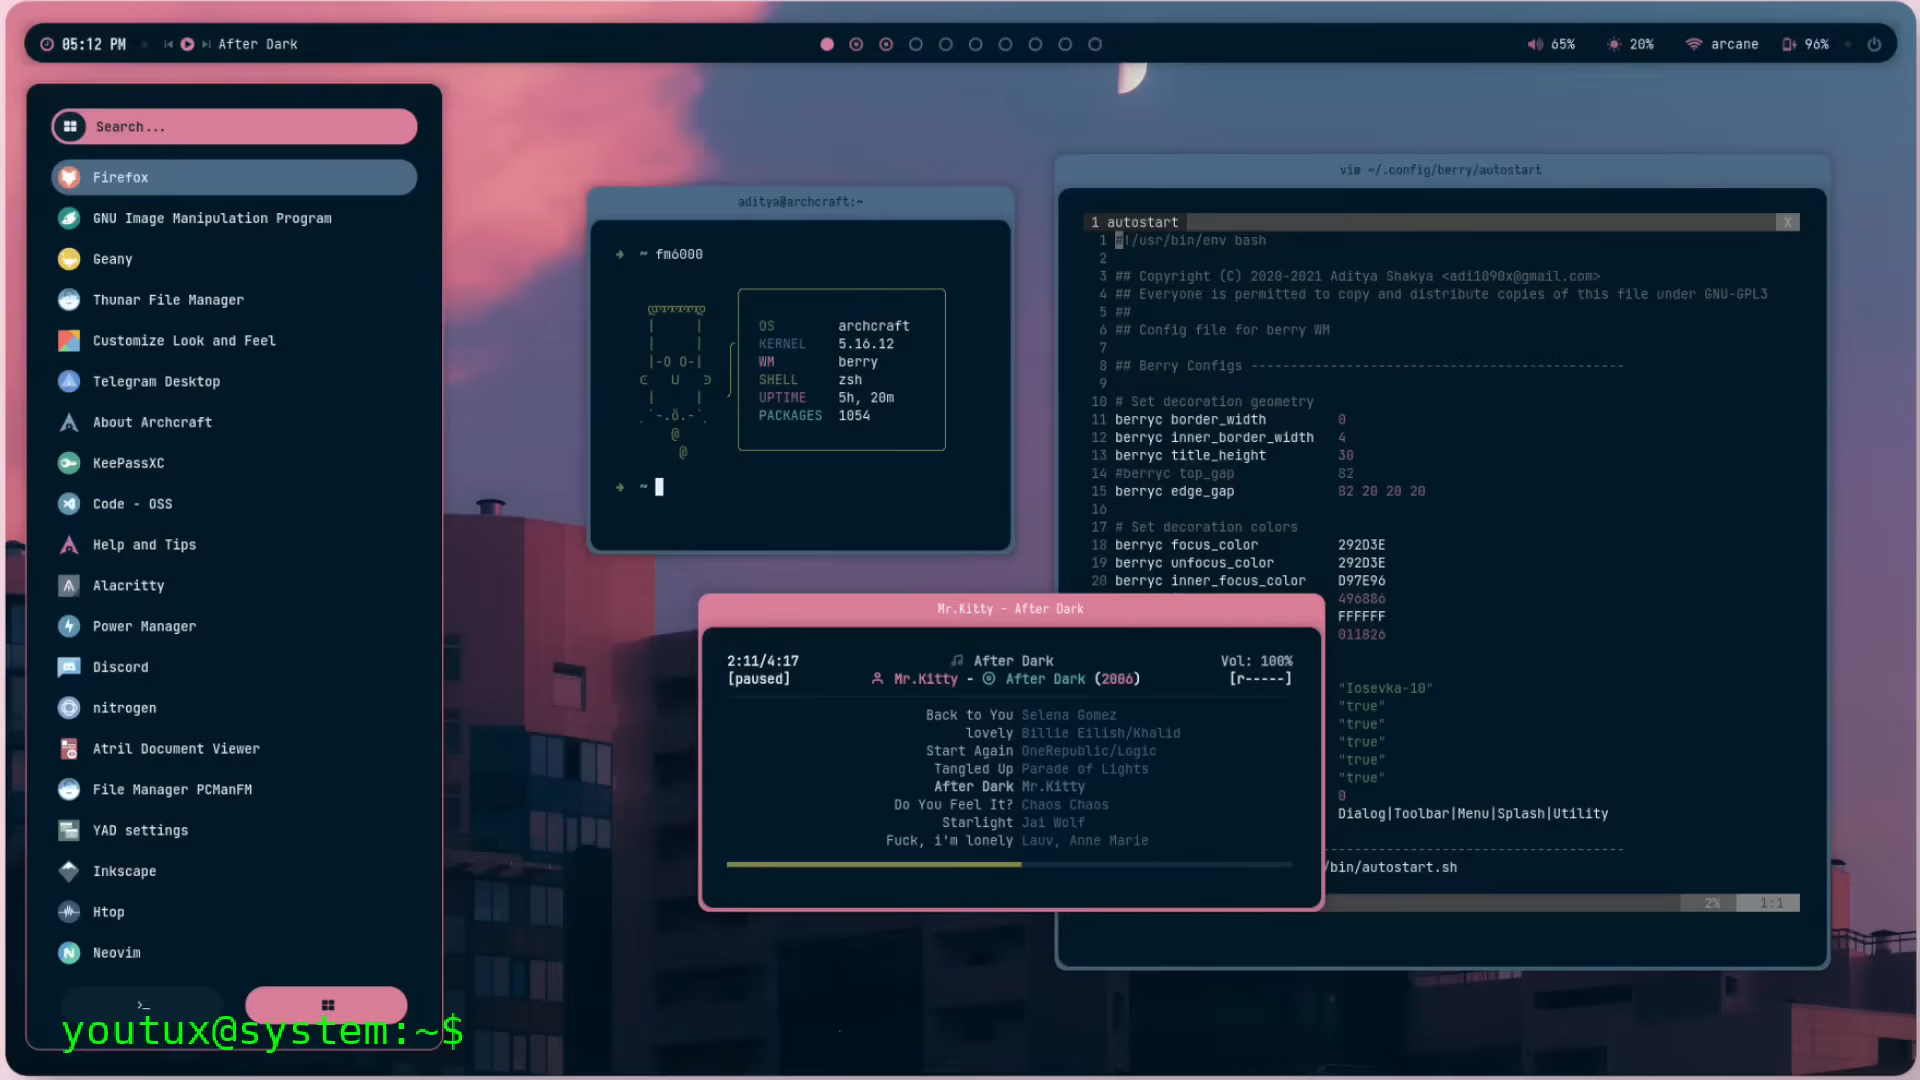 05:12 PM After Dark 65% 20% arcane 96%
Search...
Firefox
GNU Image Manipulation Program
Geany
Thunar File Manager
Customize Look and Feel
Telegram Desktop
About Archcraft
KeePassXC
Code - OSS
Help and Tips
Alacritty
Power Manager
Discord
nitrogen
Atril Document Viewer
File Manager PCManFM
YAD settings
Inkscape
Htop
Neovim
>_
youtux@system:~$
aditya@archcraft:~
~ fm6000
OS archcraft
KERNEL 5.16.12
WM berry
SHELL zsh
UPTIME 5h, 20m
PACKAGES 1054
~
vim ~/.config/berry/autostart
1 autostart X
1 #!/usr/bin/env bash
2
3 ## Copyright (C) 2020-2021 Aditya Shakya <adi1090x@gmail.com>
4 ## Everyone is permitted to copy and distribute copies of this file under GNU-GPL3
5 ##
6 ## Config file for berry WM
7
8 ## Berry Configs -----------------------------------------------
9
10 # Set decoration geometry
11 berryc border_width 0
12 berryc inner_border_width 4
13 berryc title_height 30
14 #berryc top_gap 82
15 berryc edge_gap 82 20 20 20
16
17 # Set decoration colors
18 berryc focus_color 292D3E
19 berryc unfocus_color 292D3E
20 berryc inner_focus_color D97E96
496886
FFFFFF
011826
"Iosevka-10"
"true"
"true"
"true"
"true"
"true"
0
Dialog|Toolbar|Menu|Splash|Utility
--------------------------------------
/bin/autostart.sh
2% 1:1
Mr.Kitty - After Dark
2:11/4:17 After Dark Vol: 100%
[paused] Mr.Kitty - After Dark (2006) [r-----]
Back to You Selena Gomez
lovely Billie Eilish/Khalid
Start Again OneRepublic/Logic
Tangled Up Parade of Lights
After Dark Mr.Kitty
Do You Feel It? Chaos Chaos
Starlight Jai Wolf
Fuck, i'm lonely Lauv, Anne Marie